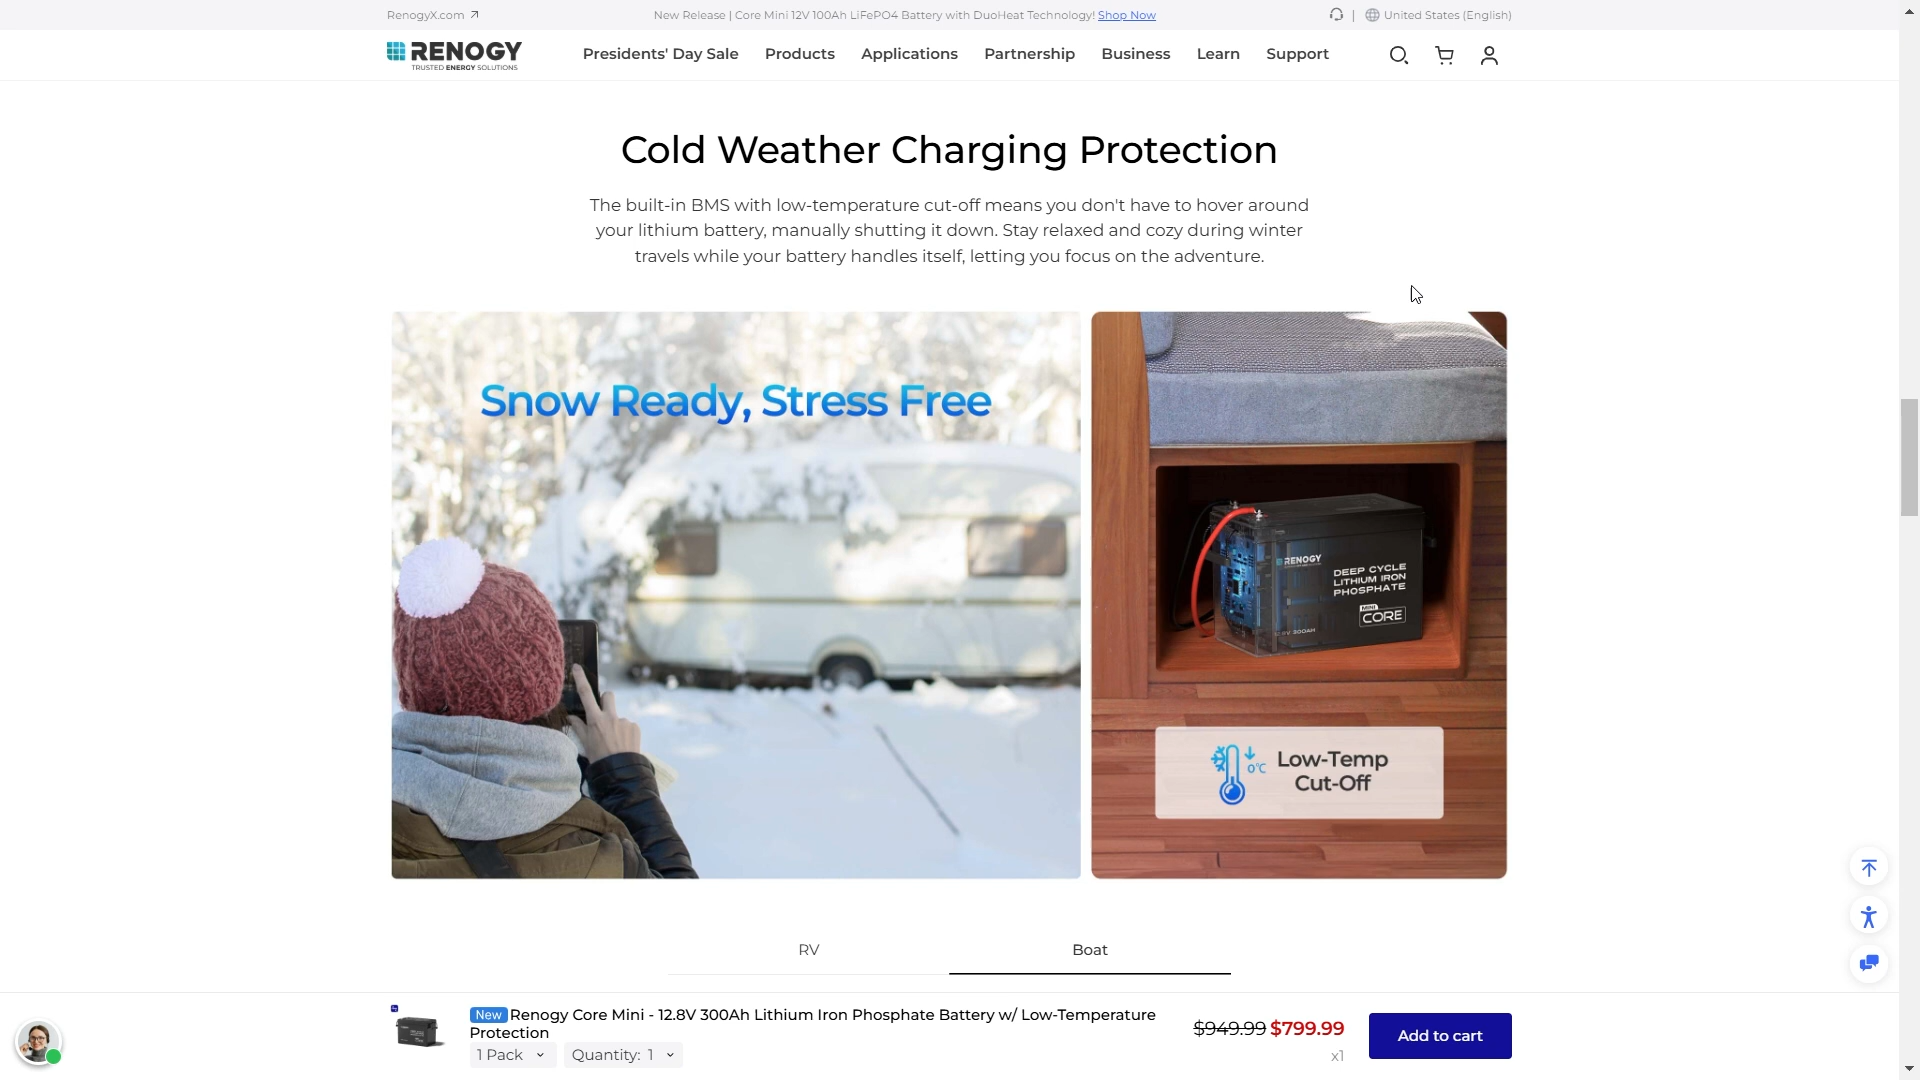 RenogyX.com
New Release | Core Mini 12V 100Ah LiFePO4 Battery with DuoHeat Technology! Shop Now
United States (English)
RENOGY
TRUSTED ENERGY SOLUTIONS
Presidents' Day Sale
Products
Applications
Partnership
Business
Learn
Support
Cold Weather Charging Protection
The built-in BMS with low-temperature cut-off means you don't have to hover around
your lithium battery, manually shutting it down. Stay relaxed and cozy during winter
travels while your battery handles itself, letting you focus on the adventure.
Snow Ready, Stress Free
RENOGY
DEEP CYCLE
LITHIUM IRON
PHOSPHATE
MINI
CORE
12.8V 300AH
0°C
Low-Temp
Cut-Off
RV
Boat
New Renogy Core Mini - 12.8V 300Ah Lithium Iron Phosphate Battery w/ Low-Temperature
Protection
1 Pack
Quantity: 1
$949.99 $799.99
x1
Add to cart